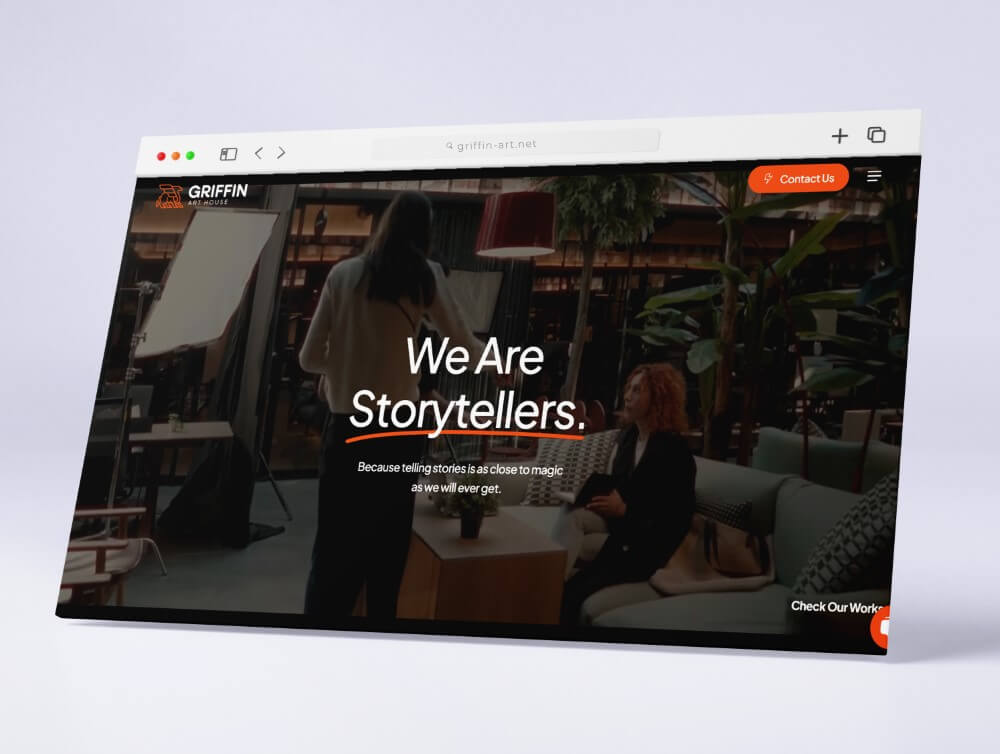 griffin-art.net
GRIFFIN
ART HOUSE
Contact Us
We Are
Storytellers.
Because telling stories is as close to magic
as we will ever get.
Check Our Works